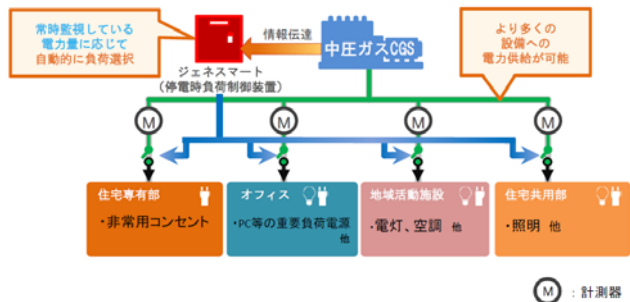 常時監視している
電力量に応じて
自動的に負荷選択
情報伝達
中圧ガスCGS
より多くの
設備への
電力供給が可能
ジェネスマート
(停電時負荷制御装置)
M
M
M
M
住宅専有部
・非常用コンセント
オフィス
・PC等の重要負荷電源
他
地域活動施設
・電灯、空調 他
住宅共用部
・照明 他
M : 計測器